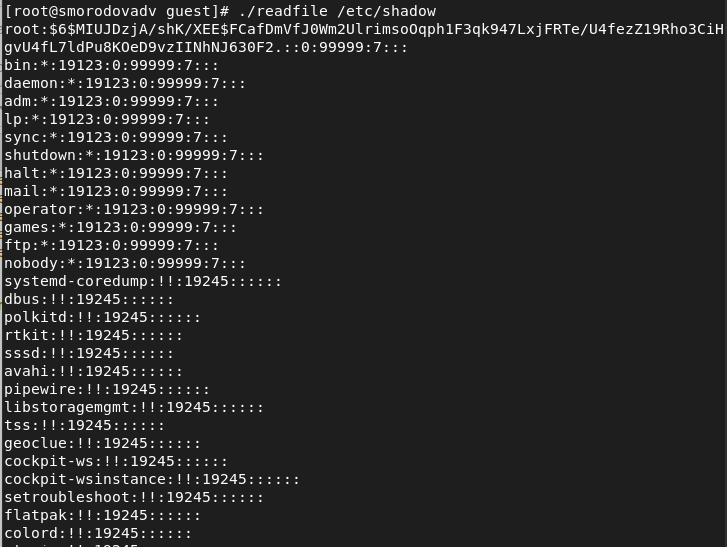 [root@smorodovadv guest]# ./readfile /etc/shadow
root:$6$MIUJDzjA/shK/XEE$FCafDmVfJ0Wm2UlrimsoOqph1F3qk947LxjFRTe/U4fezZ19Rho3CiH
gvU4fL7ldPu8KOeD9vzIINhNJ630F2.::0:99999:7:::
bin:*:19123:0:99999:7:::
daemon:*:19123:0:99999:7:::
adm:*:19123:0:99999:7:::
lp:*:19123:0:99999:7:::
sync:*:19123:0:99999:7:::
shutdown:*:19123:0:99999:7:::
halt:*:19123:0:99999:7:::
mail:*:19123:0:99999:7:::
operator:*:19123:0:99999:7:::
games:*:19123:0:99999:7:::
ftp:*:19123:0:99999:7:::
nobody:*:19123:0:99999:7:::
systemd-coredump:!!:19245::::::
dbus:!!:19245::::::
polkitd:!!:19245::::::
rtkit:!!:19245::::::
sssd:!!:19245::::::
avahi:!!:19245::::::
pipewire:!!:19245::::::
libstoragemgmt:!!:19245::::::
tss:!!:19245::::::
geoclue:!!:19245::::::
cockpit-ws:!!:19245::::::
cockpit-wsinstance:!!:19245::::::
setroubleshoot:!!:19245::::::
flatpak:!!:19245::::::
colord:!!:19245::::::